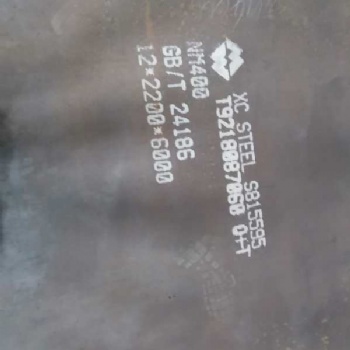 XC STEEL S815595
T9218087060 Q+T
NM400
GB/T 24186
12*2200*6000